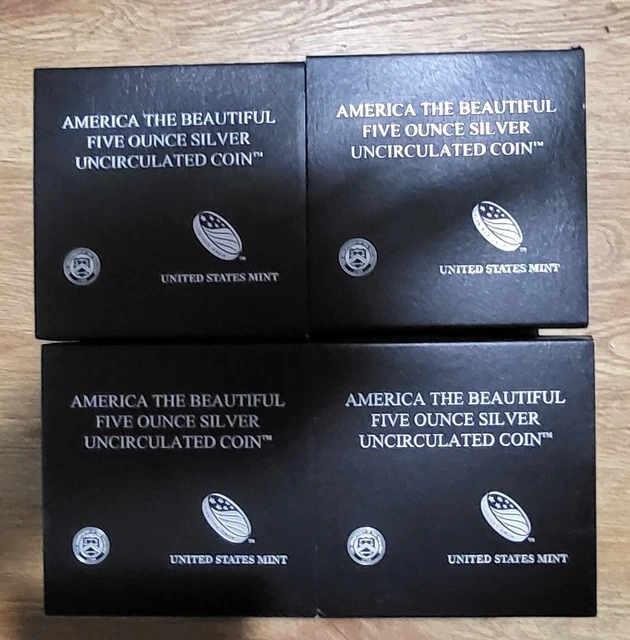 AMERICA THE BEAUTIFUL
FIVE OUNCE SILVER
UNCIRCULATED COIN™
UNITED STATES MINT
AMERICA THE BEAUTIFUL
FIVE OUNCE SILVER
UNCIRCULATED COIN™
UNITED STATES MINT
AMERICA THE BEAUTIFUL
FIVE OUNCE SILVER
UNCIRCULATED COIN™
UNITED STATES MINT
AMERICA THE BEAUTIFUL
FIVE OUNCE SILVER
UNCIRCULATED COIN™
UNITED STATES MINT